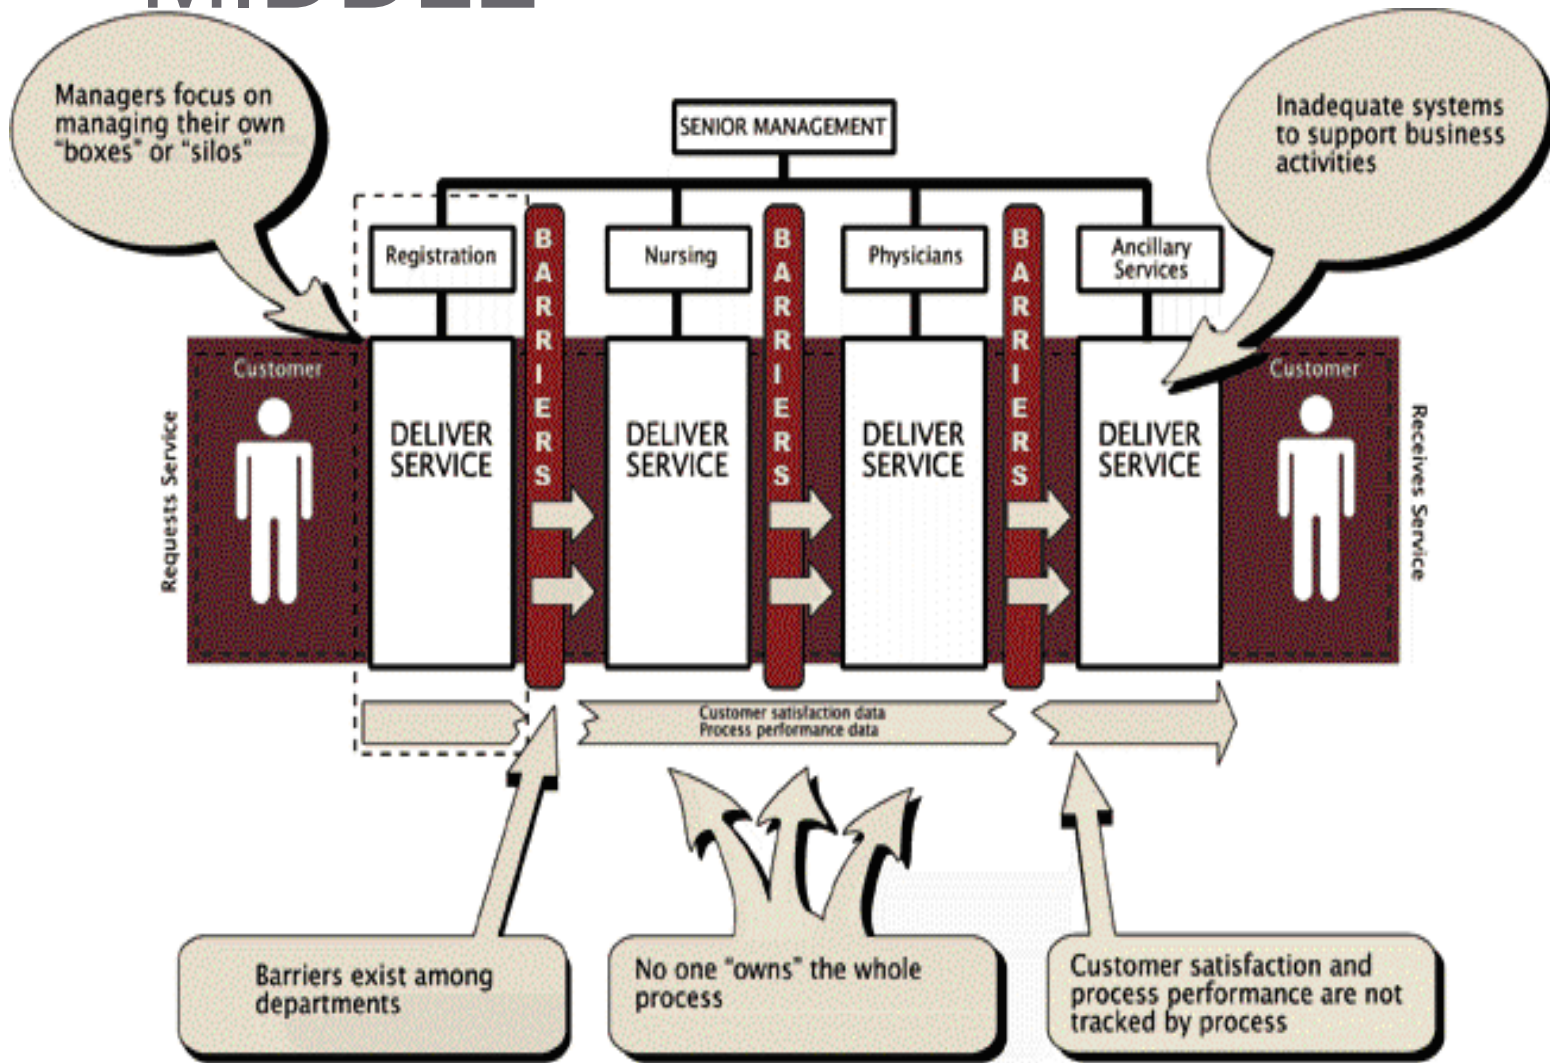 MIDDLE
Managers focus on
managing their own
“boxes” or “silos”
Inadequate systems
to support business
activities
SENIOR MANAGEMENT
Registration
Nursing
Physicians
Ancillary
Services
BARRIERS
BARRIERS
BARRIERS
Customer
Requests Service
DELIVER
SERVICE
DELIVER
SERVICE
DELIVER
SERVICE
DELIVER
SERVICE
Customer
Receives Service
Customer satisfaction data
Process performance data
Barriers exist among
departments
No one “owns” the whole
process
Customer satisfaction and
process performance are not
tracked by process